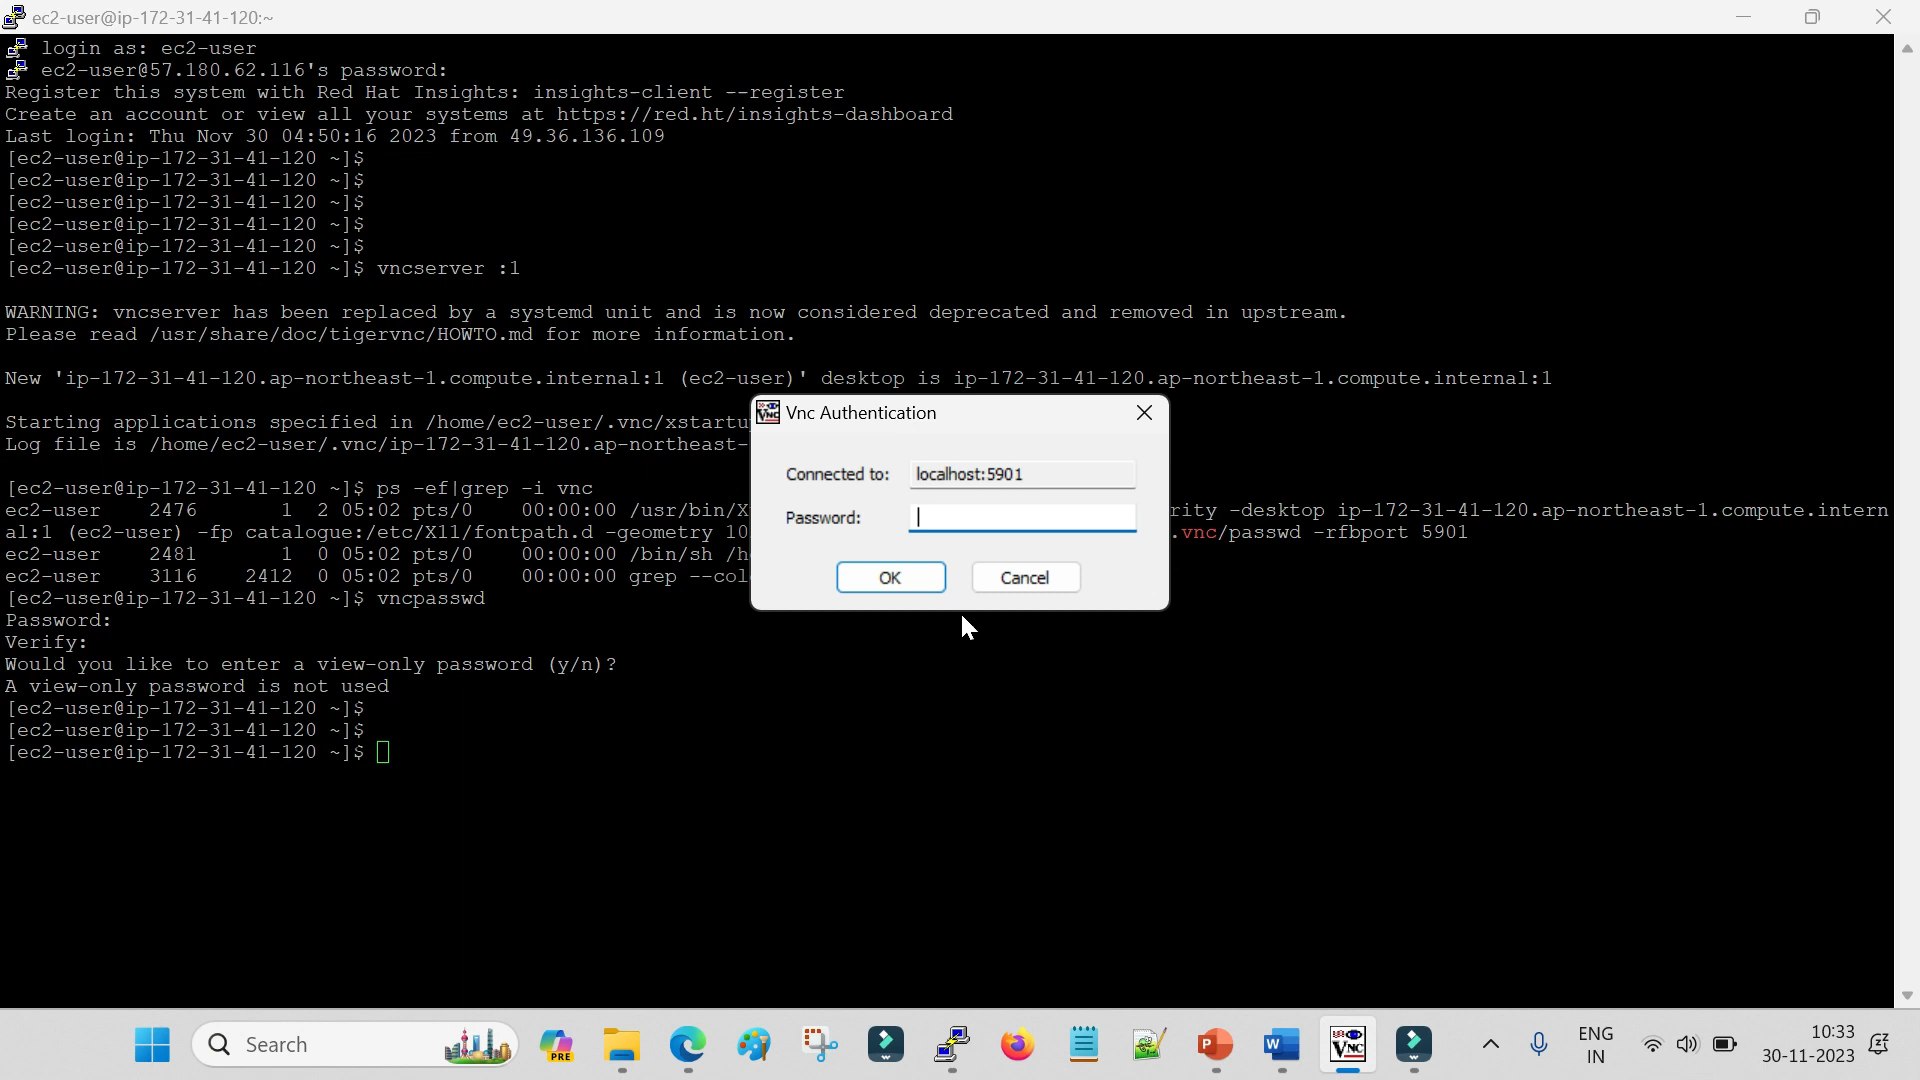 ec2-user@ip-172-31-41-120:~
login as: ec2-user
ec2-user@57.180.62.116's password:
Register this system with Red Hat Insights: insights-client --register
Create an account or view all your systems at https://red.ht/insights-dashboard
Last login: Thu Nov 30 04:50:16 2023 from 49.36.136.109
[ec2-user@ip-172-31-41-120 ~]$
[ec2-user@ip-172-31-41-120 ~]$
[ec2-user@ip-172-31-41-120 ~]$
[ec2-user@ip-172-31-41-120 ~]$
[ec2-user@ip-172-31-41-120 ~]$
[ec2-user@ip-172-31-41-120 ~]$ vncserver :1
WARNING: vncserver has been replaced by a systemd unit and is now considered deprecated and removed in upstream.
Please read /usr/share/doc/tigervnc/HOWTO.md for more information.
New 'ip-172-31-41-120.ap-northeast-1.compute.internal:1 (ec2-user)' desktop is ip-172-31-41-120.ap-northeast-1.compute.internal:1
Starting applications specified in /home/ec2-user/.vnc/xstartu
Log file is /home/ec2-user/.vnc/ip-172-31-41-120.ap-northeast-
[ec2-user@ip-172-31-41-120 ~]$ ps -ef|grep -i vnc
ec2-user 2476 1 2 05:02 pts/0 00:00:00 /usr/bin/X rity -desktop ip-172-31-41-120.ap-northeast-1.compute.intern
al:1 (ec2-user) -fp catalogue:/etc/X11/fontpath.d -geometry 10 .vnc/passwd -rfbport 5901
ec2-user 2481 1 0 05:02 pts/0 00:00:00 /bin/sh /h
ec2-user 3116 2412 0 05:02 pts/0 00:00:00 grep --col
[ec2-user@ip-172-31-41-120 ~]$ vncpasswd
Password:
Verify:
Would you like to enter a view-only password (y/n)?
A view-only password is not used
[ec2-user@ip-172-31-41-120 ~]$
[ec2-user@ip-172-31-41-120 ~]$
[ec2-user@ip-172-31-41-120 ~]$
Vnc Authentication
Connected to: localhost:5901
Password:
OK Cancel
Search
PRE
ENG
IN
10:33
30-11-2023